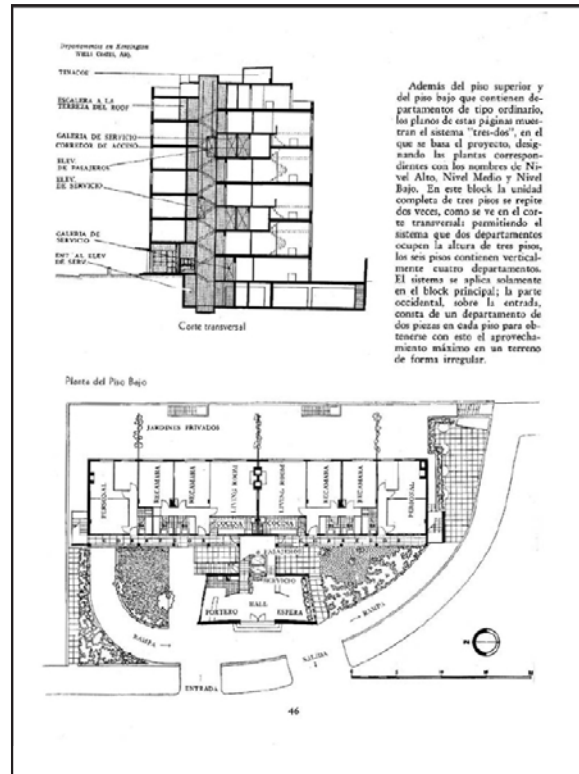 Departamentos en Kensington
Wells Coates, Arq.
TINACOS
ESCALERA A LA
TERREZA DEL ROOF
GALERIA DE SERVICIO
CORREDOR DE ACCESO
ELEV.
DE PASAJEROS
ELEV.
DE SERVICIO
GALERIA DE
SERVICIO
ENT. AL ELEV
DE SERV.
Corte transversal
Además del piso superior y
del piso bajo que contienen de-
partamentos de tipo ordinario,
los planos de estas páginas mues-
tran el sistema "tres-dos", en el
que se basa el proyecto, desig-
nando las plantas correspon-
dientes con los nombres de Ni-
vel Alto, Nivel Medio y Nivel
Bajo. En este block la unidad
completa de tres pisos se repite
dos veces, como se ve en el cor-
te transversal: permitiendo el
sistema que dos departamentos
ocupen la altura de tres pisos,
los seis pisos contienen vertical-
mente cuatro departamentos.
El sistema se aplica solamente
en el block principal; la parte
occidental, sobre la entrada,
consta de un departamento de
dos piezas en cada piso para ob-
tenerse con esto el aprovecha-
miento máximo en un terreno
de forma irregular.
Planta del Piso Bajo
JARDINES PRIVADOS
PERSONAL
RECAMARA
RECAMARA
LIVING ROOM
LIVING ROOM
RECAMARA
RECAMARA
PERSONAL
COCINA
COCINA
PASAJEROS
SERVICIO
HALL
PORTERO
ESPERA
RAMPA
RAMPA
SALIDA
ENTRADA
46